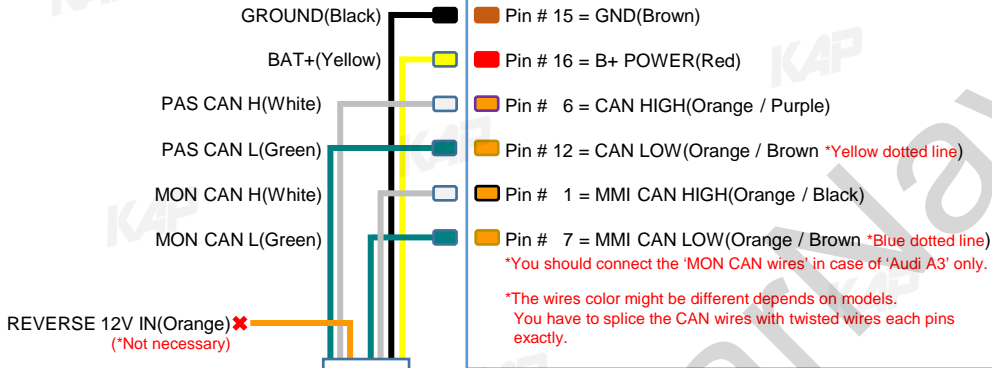 GROUND(Black)
Pin # 15 = GND(Brown)
BAT+(Yellow)
Pin # 16 = B+ POWER(Red)
PAS CAN H(White)
Pin # 6 = CAN HIGH(Orange / Purple)
PAS CAN L(Green)
Pin # 12 = CAN LOW(Orange / Brown *Yellow dotted line)
MON CAN H(White)
Pin # 1 = MMI CAN HIGH(Orange / Black)
MON CAN L(Green)
Pin # 7 = MMI CAN LOW(Orange / Brown *Blue dotted line)
*You should connect the ‘MON CAN wires’ in case of ‘Audi A3’ only.
*The wires color might be different depends on models.
You have to splice the CAN wires with twisted wires each pins
exactly.
REVERSE 12V IN(Orange)
(*Not necessary)
KAP
KAP
KAP
KAP